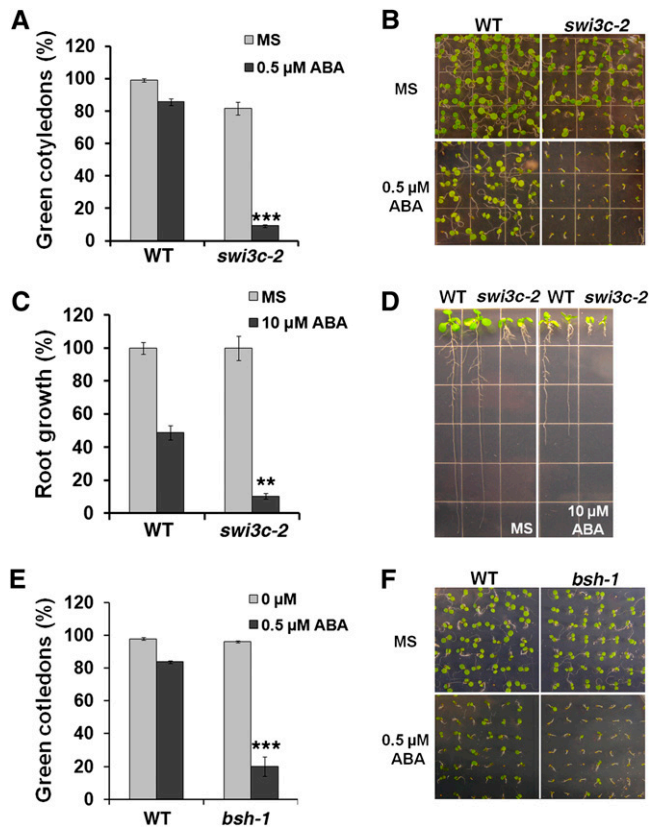 A
Green cotyledons (%)
120
100
80
60
40
20
0
MS
0.5 µM ABA
***
WT
swi3c-2
B
WT
swi3c-2
MS
0.5 µM
ABA
C
Root growth (%)
120
100
80
60
40
20
0
MS
10 µM ABA
**
WT
swi3c-2
D
WT swi3c-2 WT swi3c-2
MS
10 µM
ABA
E
Green cotledons (%)
120
100
80
60
40
20
0
0 µM
0.5 µM ABA
***
WT
bsh-1
F
WT
bsh-1
MS
0.5 µM
ABA